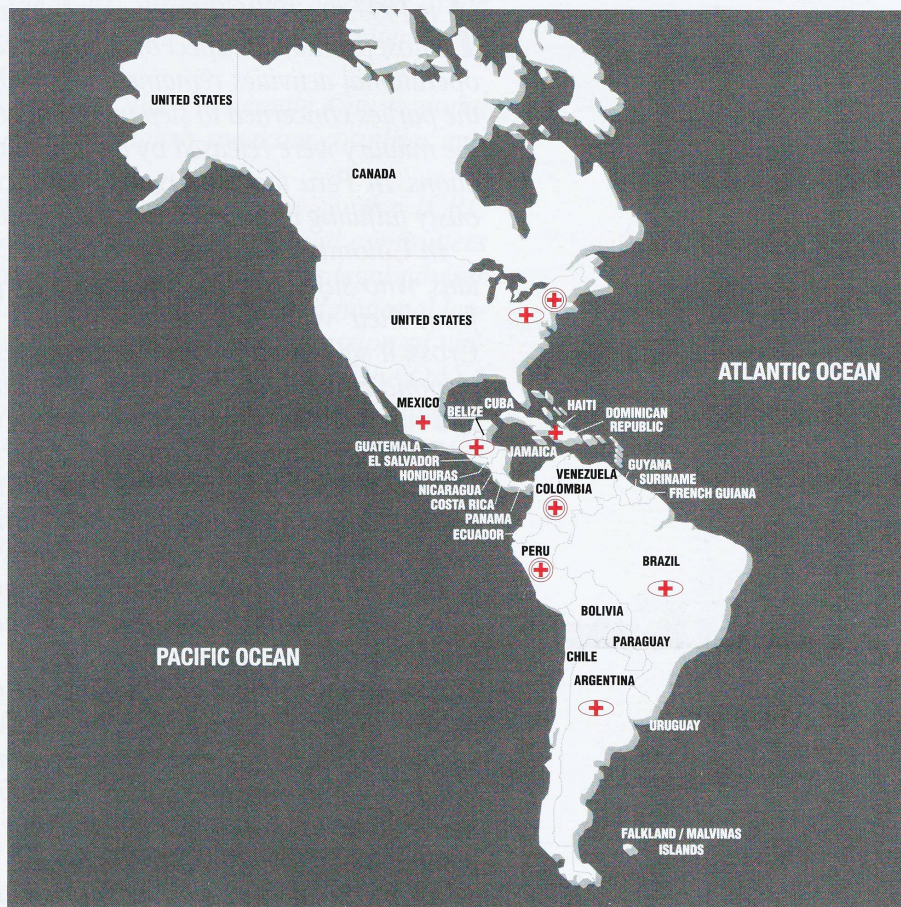 UNITED STATES
CANADA
UNITED STATES
ATLANTIC OCEAN
MEXICO
BELIZE
CUBA
HAITI
DOMINICAN
REPUBLIC
GUATEMALA
EL SALVADOR
HONDURAS
NICARAGUA
COSTA RICA
PANAMA
ECUADOR
JAMAICA
VENEZUELA
COLOMBIA
GUYANA
SURINAME
FRENCH GUIANA
PERU
BRAZIL
BOLIVIA
PARAGUAY
CHILE
ARGENTINA
URUGUAY
PACIFIC OCEAN
FALKLAND / MALVINAS
ISLANDS